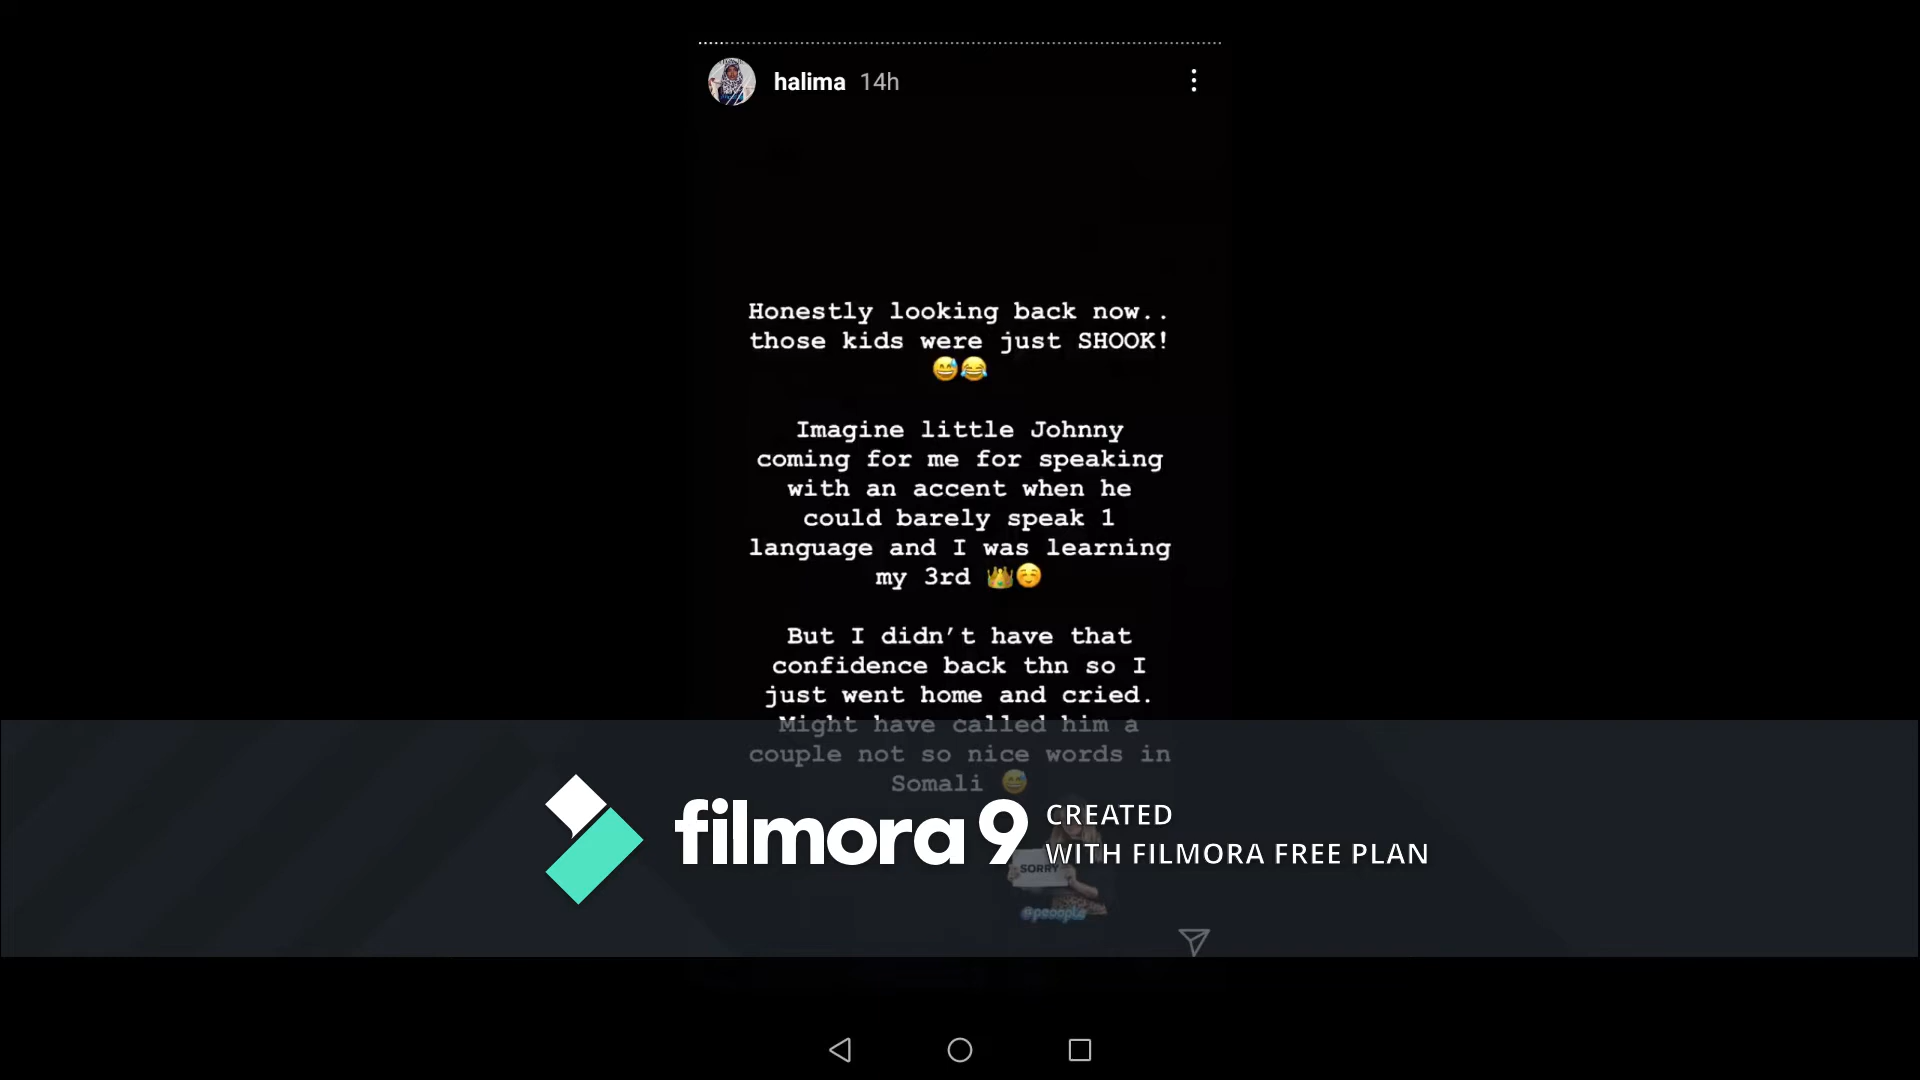 halima 14h
Honestly looking back now..
those kids were just SHOOK!
😅😂
Imagine little Johnny
coming for me for speaking
with an accent when he
could barely speak 1
language and I was learning
my 3rd 👑☺️
But I didn’t have that
confidence back thn so I
just went home and cried.
Might have called him a
couple not so nice words in
Somali 😅
filmora9
CREATED
WITH FILMORA FREE PLAN
SORRY
@peoople